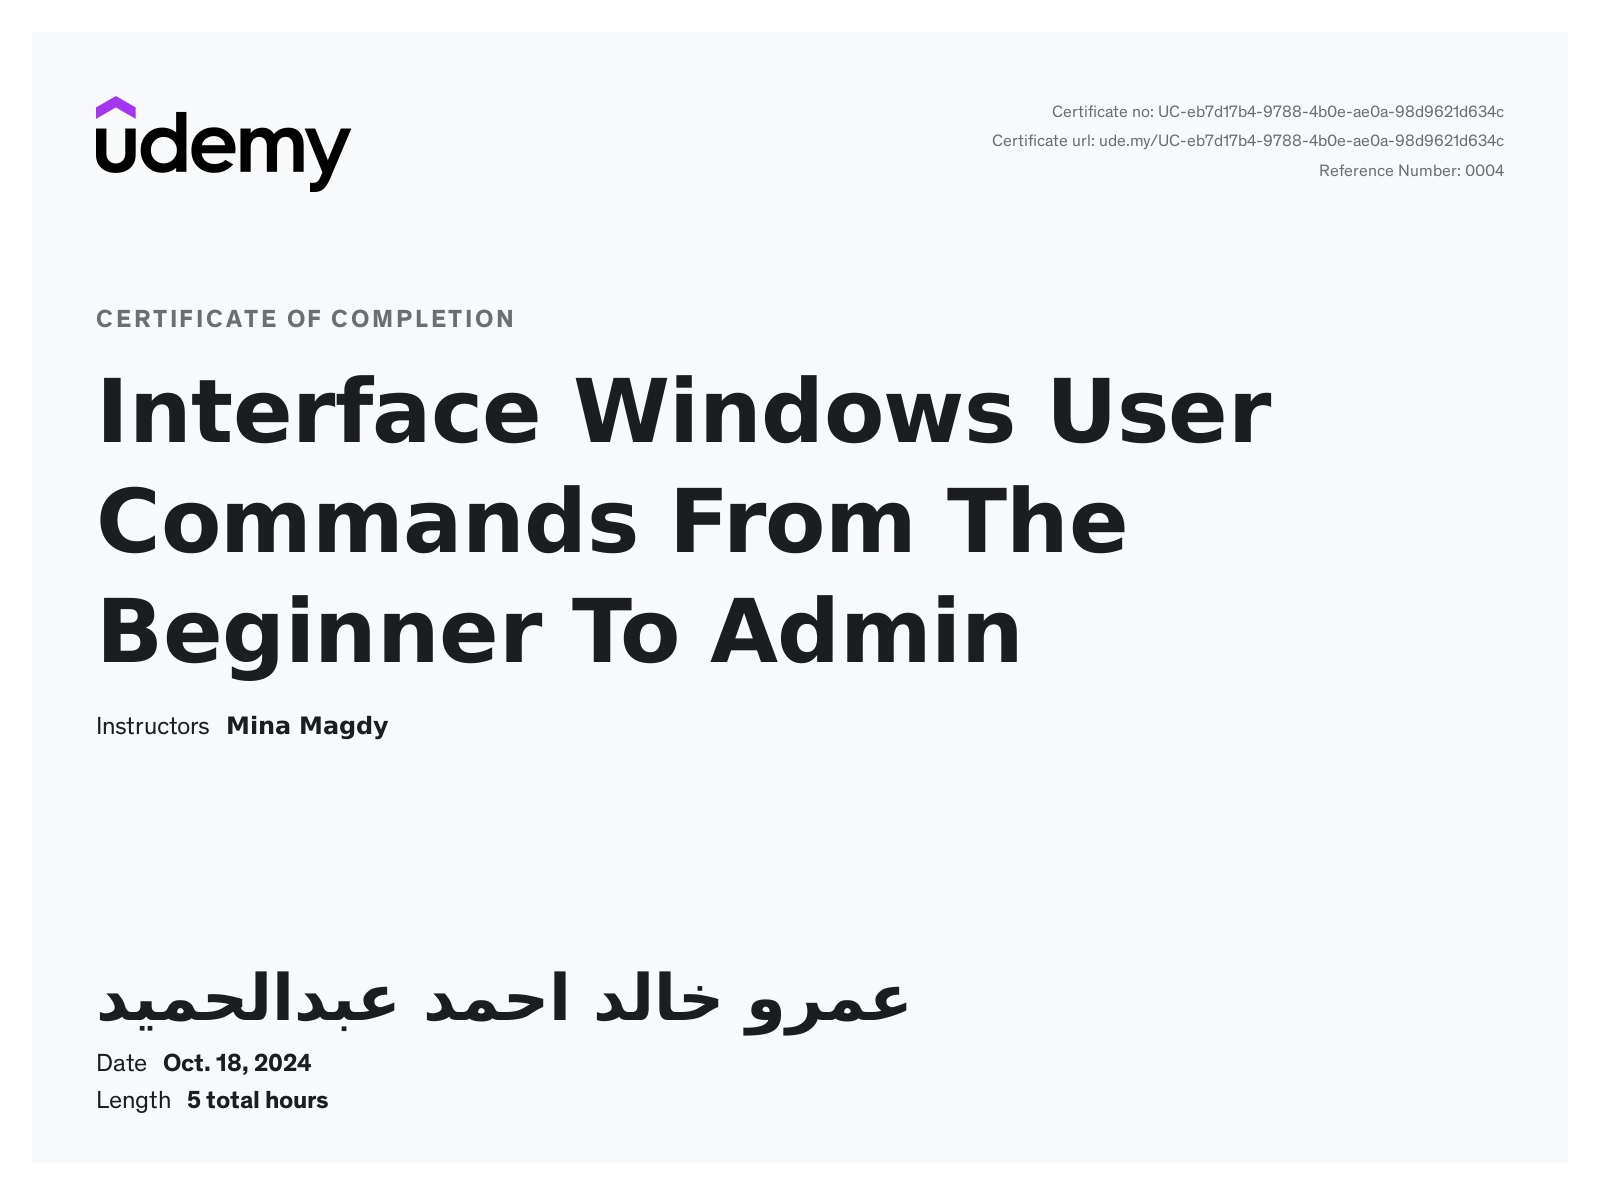 udemy
Certificate no: UC-eb7d17b4-9788-4b0e-ae0a-98d9621d634c
Certificate url: ude.my/UC-eb7d17b4-9788-4b0e-ae0a-98d9621d634c
Reference Number: 0004
CERTIFICATE OF COMPLETION
Interface Windows User
Commands From The
Beginner To Admin
Instructors Mina Magdy
عمرو خالد احمد عبدالحميد
Date Oct. 18, 2024
Length 5 total hours